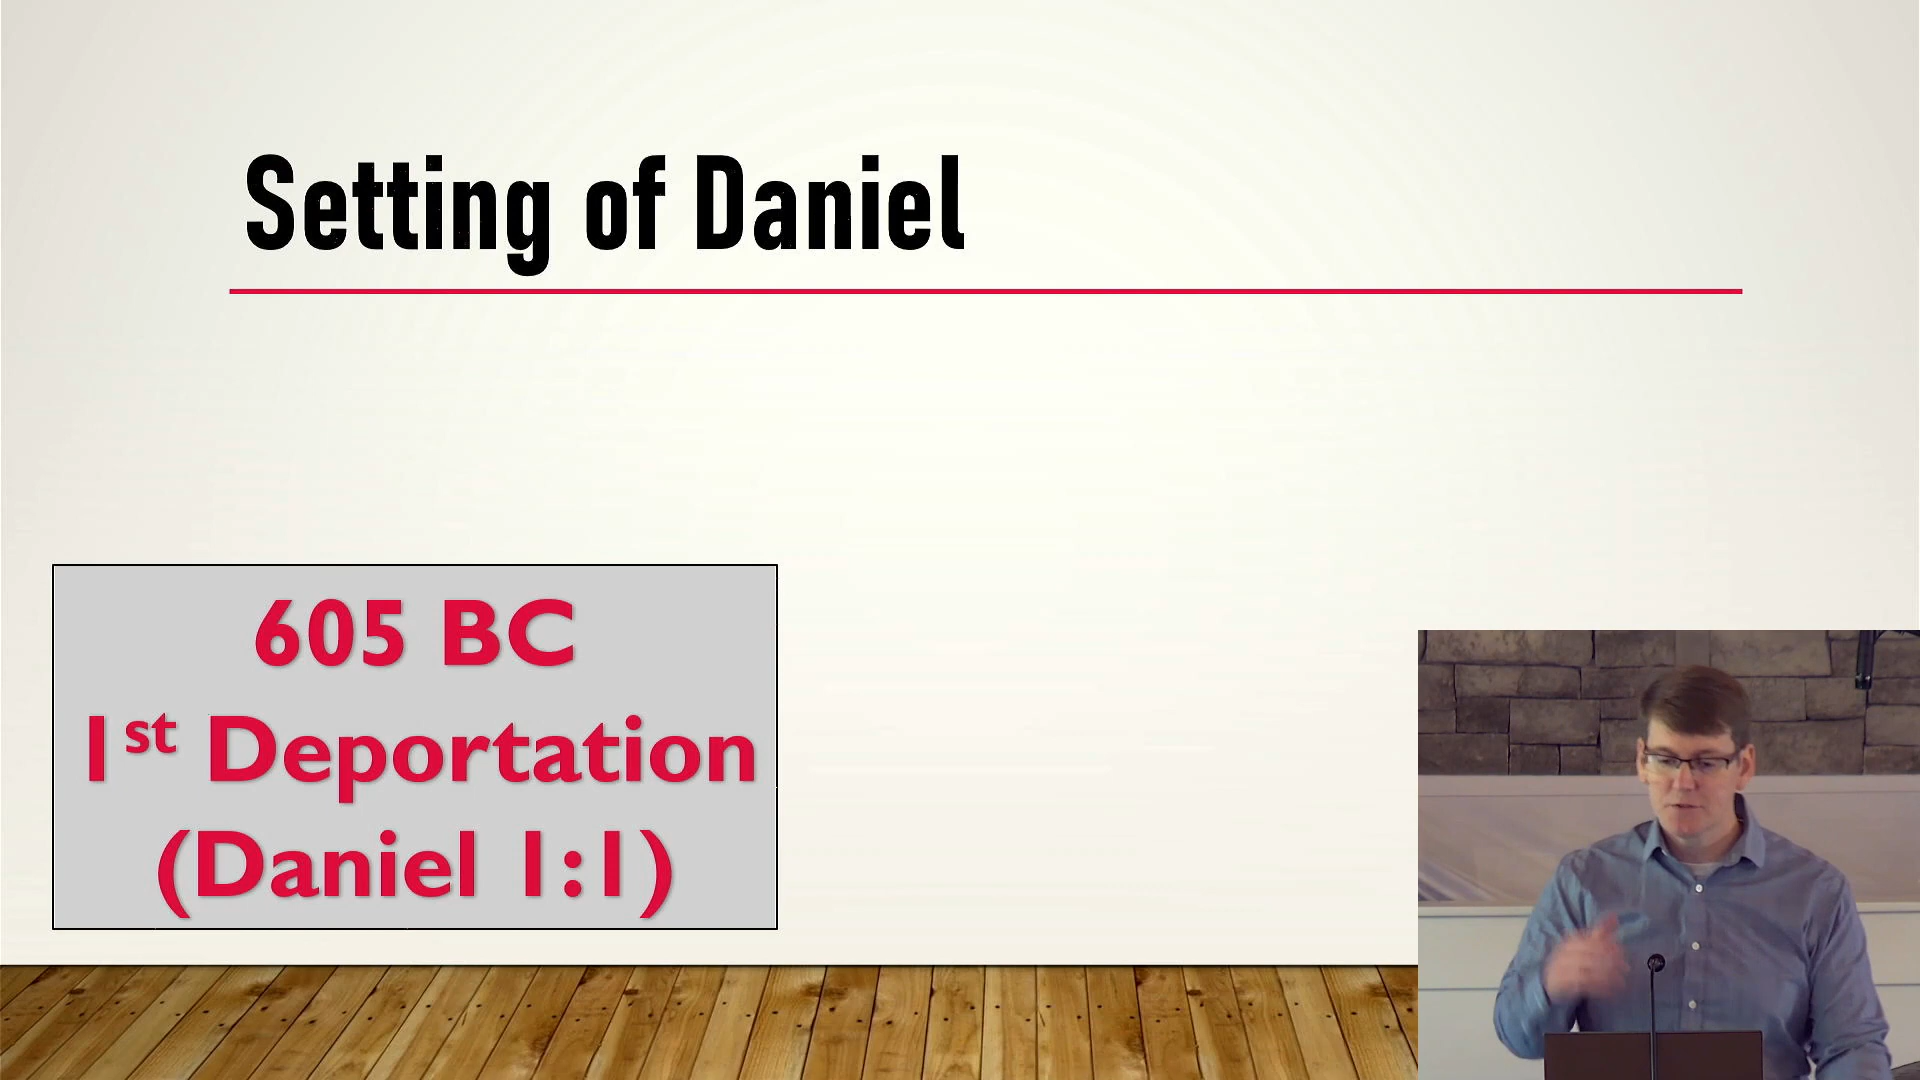 Setting of Daniel
605 BC
1st Deportation
(Daniel 1:1)